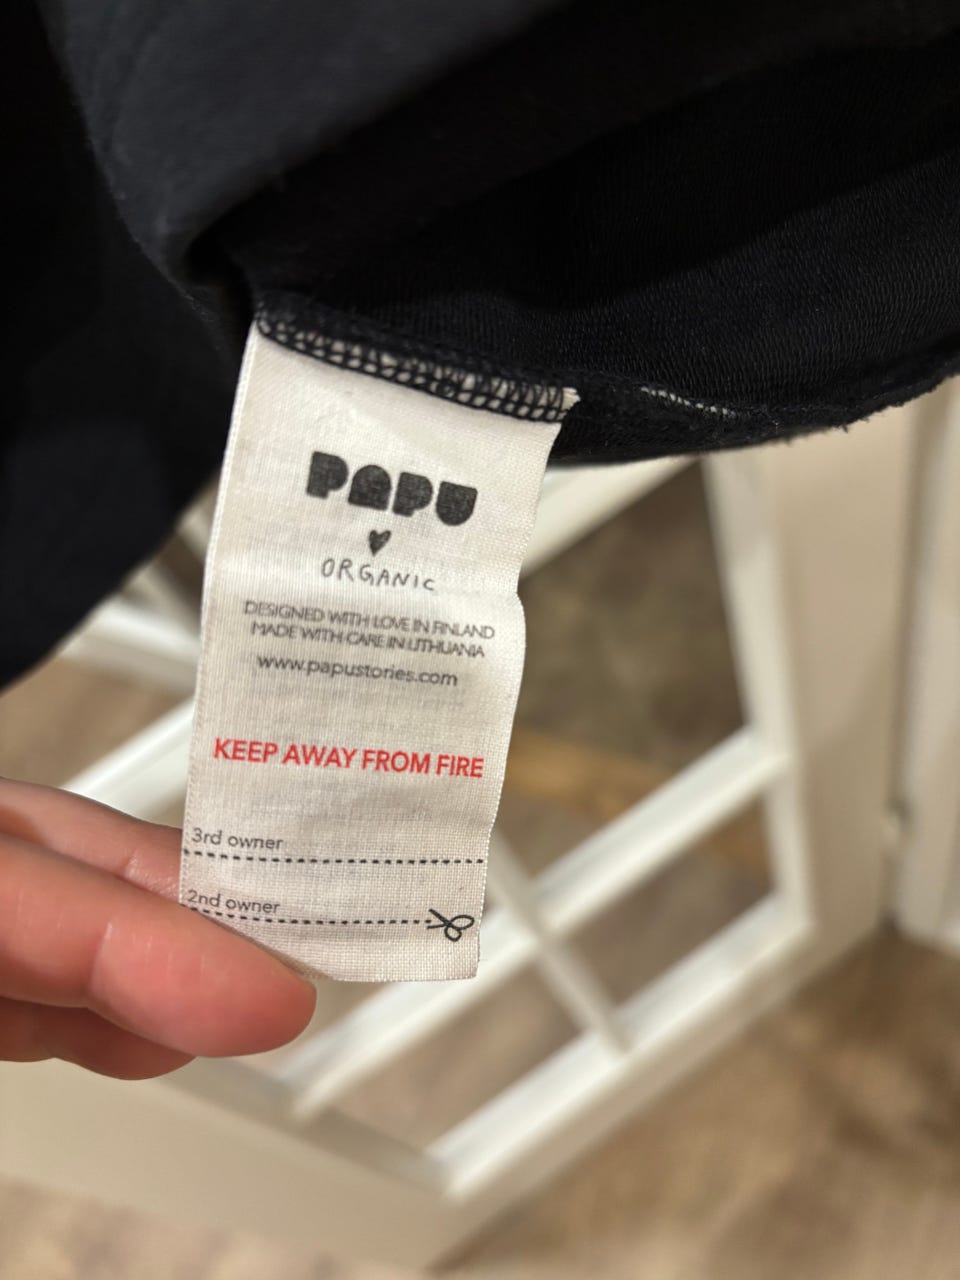 PAPU
ORGANIC
DESIGNED WITH LOVE IN FINLAND
MADE WITH CARE IN LITHUANIA
www.papustories.com
KEEP AWAY FROM FIRE
3rd owner
2nd owner